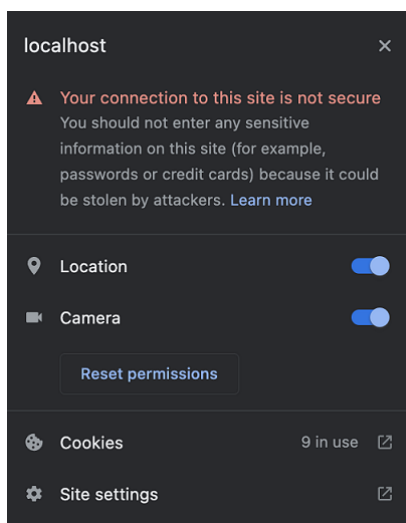 localhost
Your connection to this site is not secure
You should not enter any sensitive
information on this site (for example,
passwords or credit cards) because it could
be stolen by attackers. Learn more
Location
Camera
Reset permissions
Cookies 9 in use
Site settings